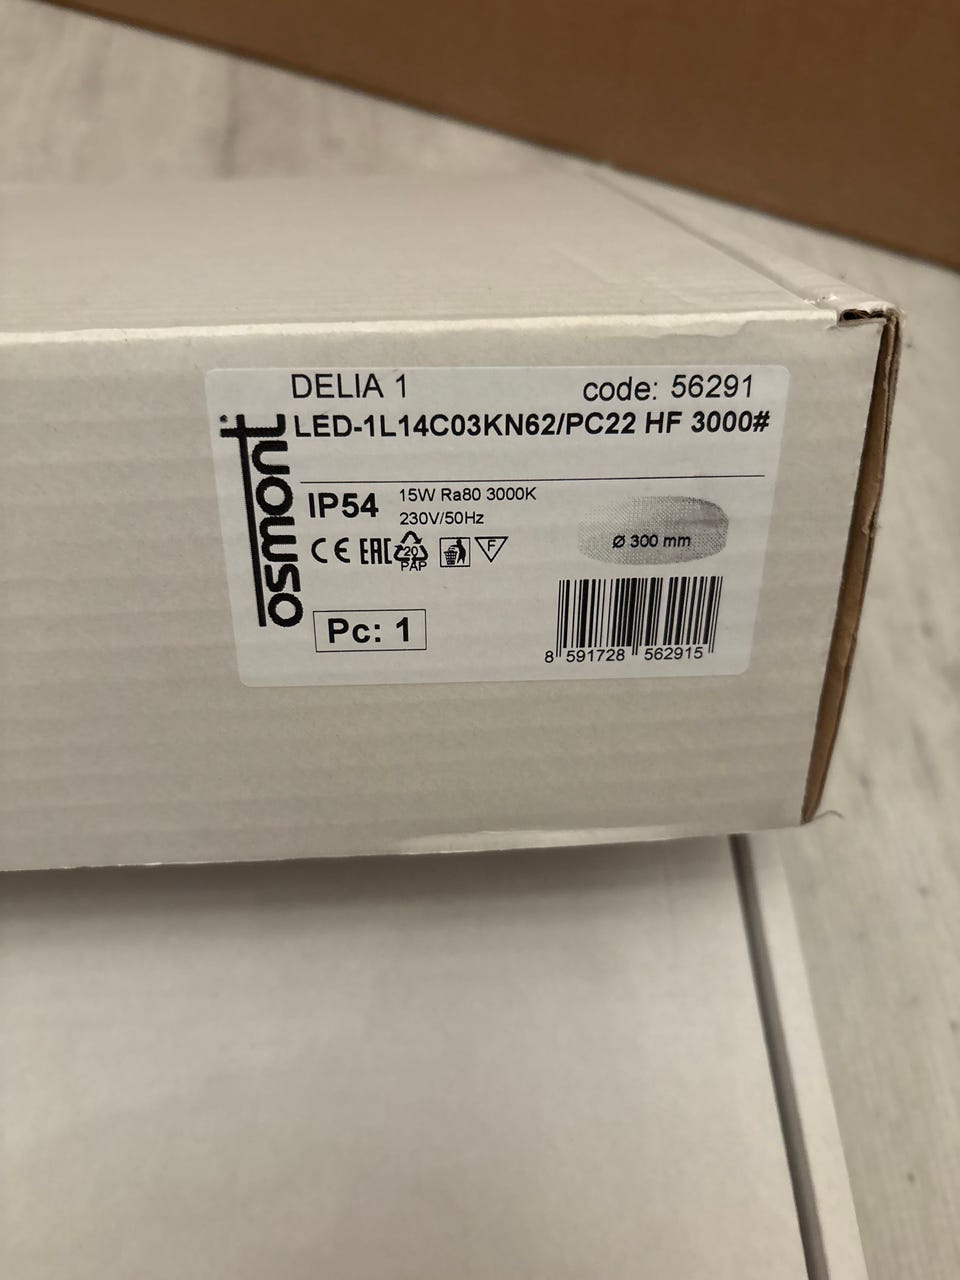 DELIA 1 code: 56291
LED-1L14C03KN62/PC22 HF 3000#
osmont
IP54
15W Ra80 3000K
230V/50Hz
Ø 300 mm
CE EAC 20 PAP F
Pc: 1
8 591728 562915